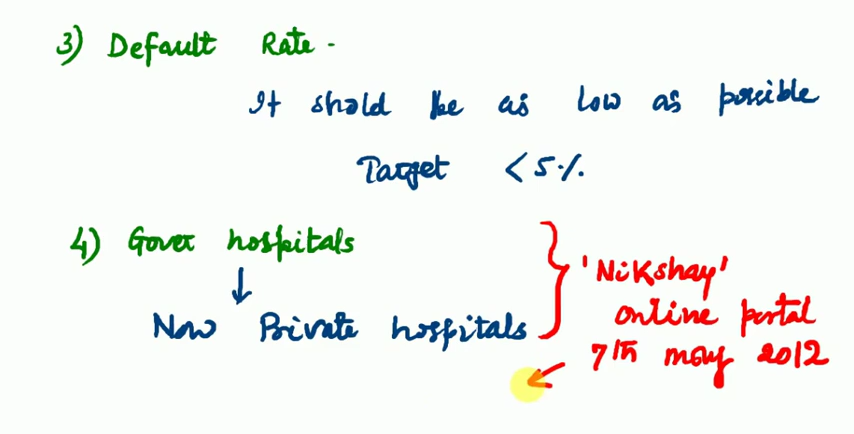 3) Default Rate -
It shold be as low as possible
Target < 5%
4) Gover hospitals
Now Private hospitals
'Nikshay'
online portal
7th may 2012